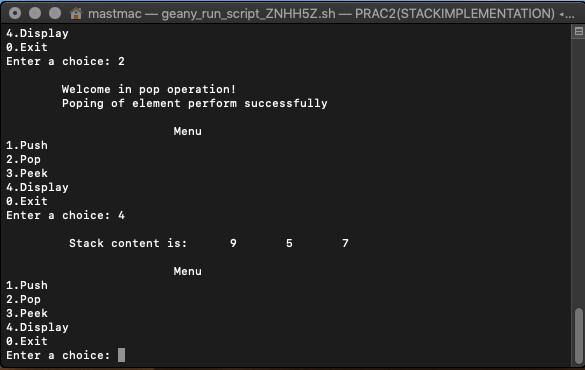 mastmac — geany_run_script_ZNHH5Z.sh — PRAC2(STACKIMPLEMENTATION) ◂...
4.Display
0.Exit
Enter a choice: 2
Welcome in pop operation!
Poping of element perform successfully
Menu
1.Push
2.Pop
3.Peek
4.Display
0.Exit
Enter a choice: 4
Stack content is: 9 5 7
Menu
1.Push
2.Pop
3.Peek
4.Display
0.Exit
Enter a choice: